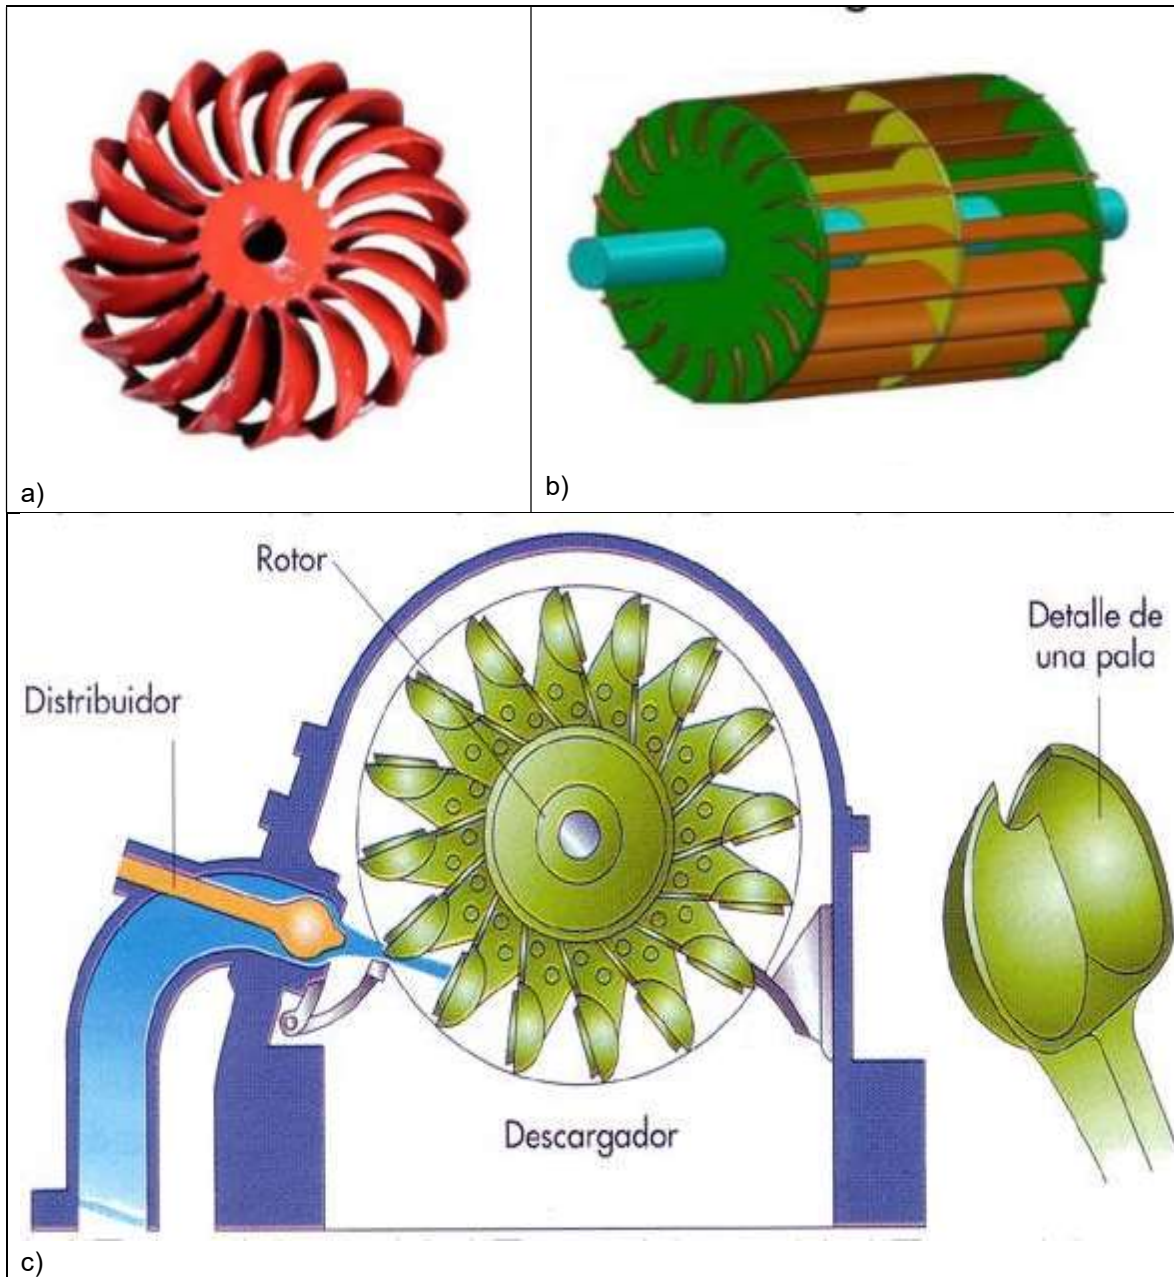 a)
b)
Rotor
Detalle de
una pala
Distribuidor
Descargador
c)